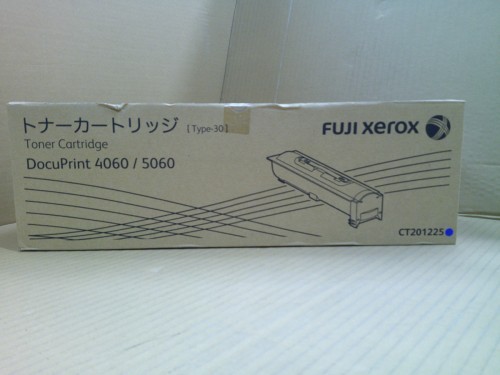 トナーカートリッジ [Type-30]
Toner Cartridge
DocuPrint 4060 / 5060
FUJI xerox
CT201225